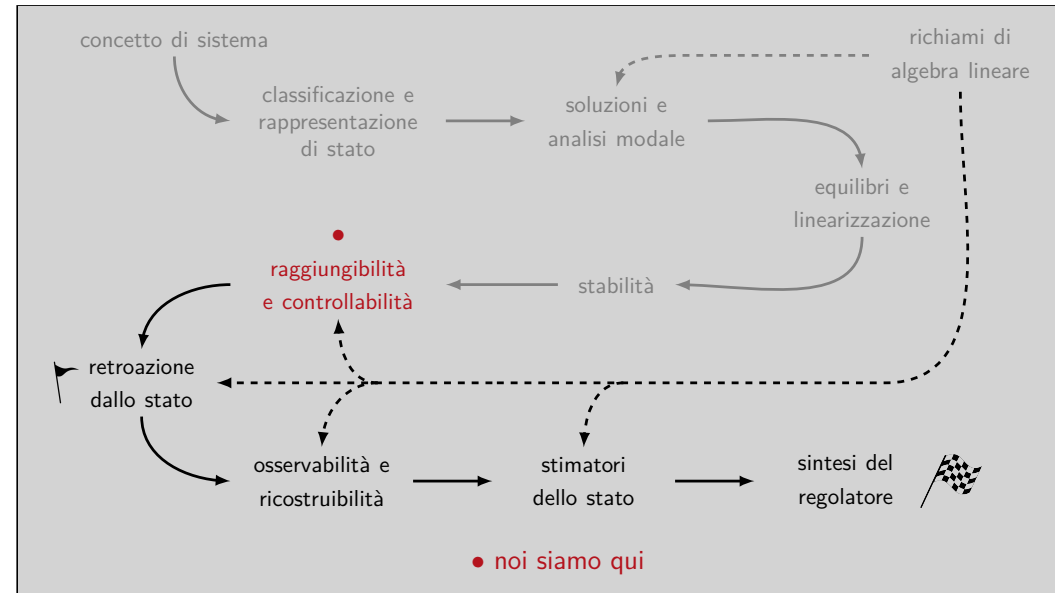 concetto di sistema
richiami di
algebra lineare
classificazione e
rappresentazione
di stato
soluzioni e
analisi modale
equilibri e
linearizzazione
raggiungibilità
e controllabilità
stabilità
retroazione
dallo stato
osservabilità e
ricostruibilità
stimatori
dello stato
sintesi del
regolatore
• noi siamo qui